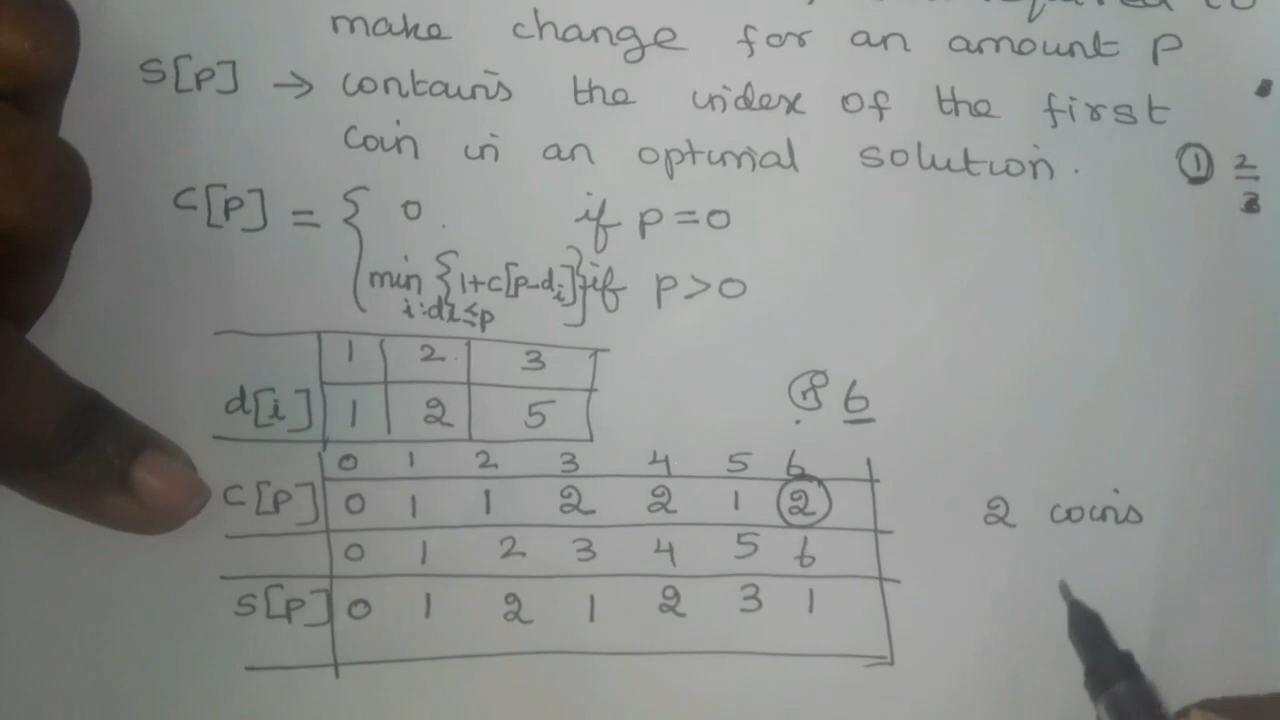 make change for an amount p
S[p] → contains the index of the first
coin in an optimal solution.
① 2
3
C[p] = { 0 if p=0
min {1+c[p-di]} if p>0
i:di≤p
1 2 3
d[i] 1 2 5
6
0 1 2 3 4 5 6
C[p] 0 1 1 2 2 1 2
2 coins
0 1 2 3 4 5 6
S[p] 0 1 2 1 2 3 1